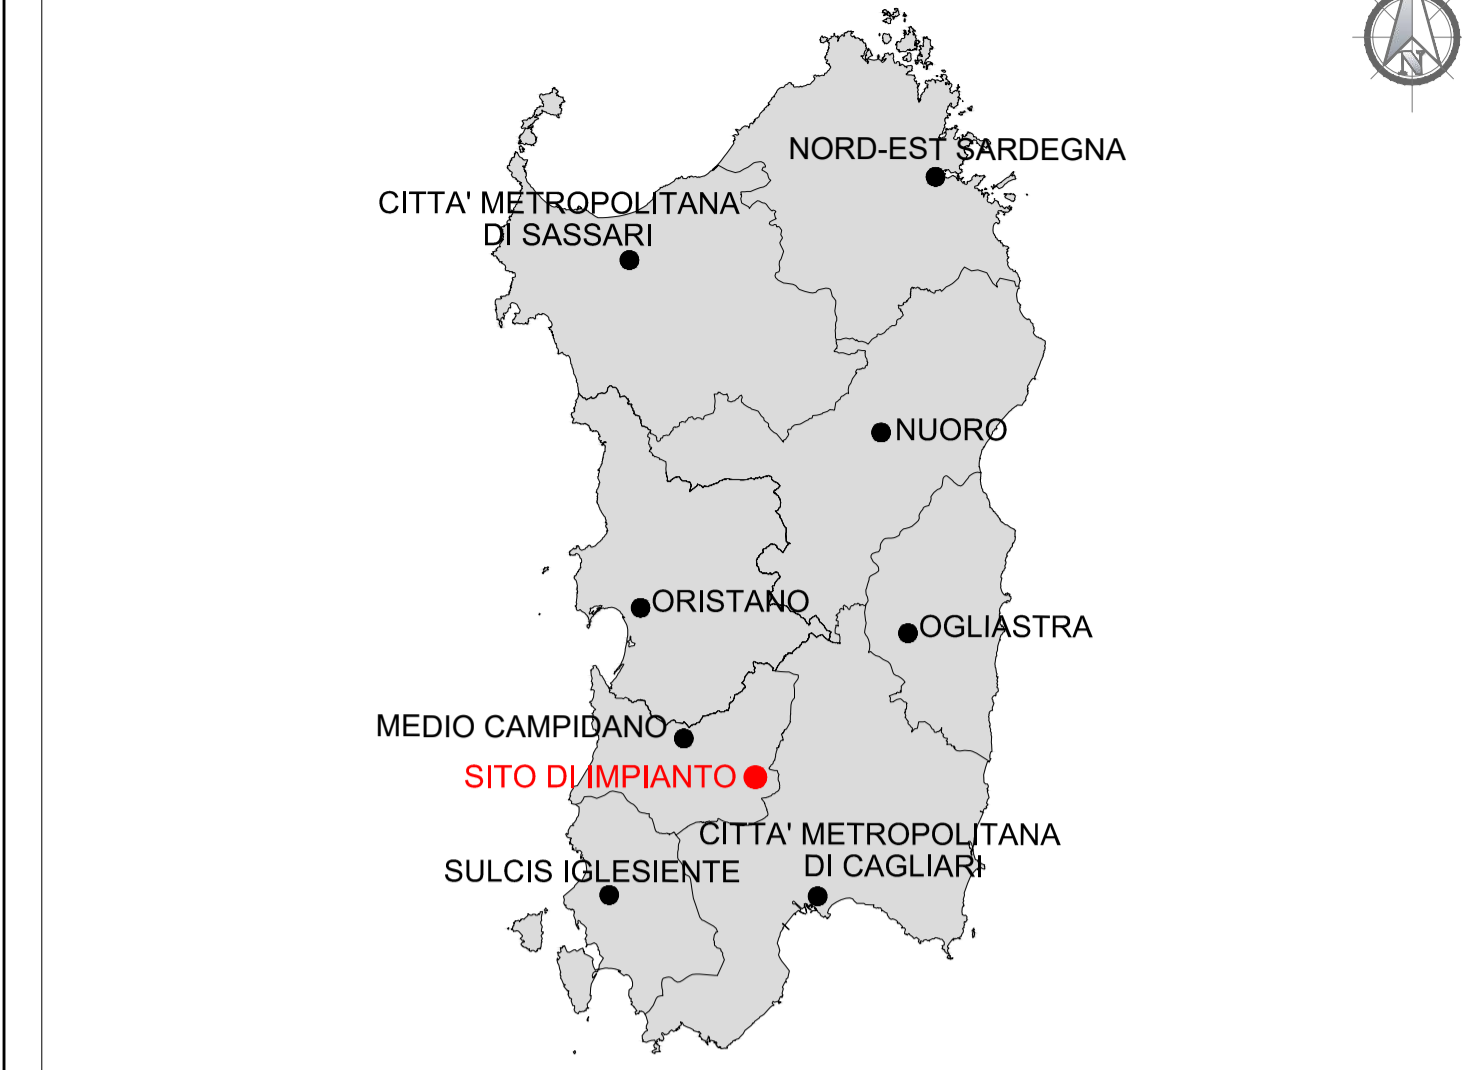 N
NORD-EST SARDEGNA
CITTA' METROPOLITANA
DI SASSARI
NUORO
ORISTANO
OGLIASTRA
MEDIO CAMPIDANO
SITO DI IMPIANTO
CITTA' METROPOLITANA
DI CAGLIARI
SULCIS IGLESIENTE